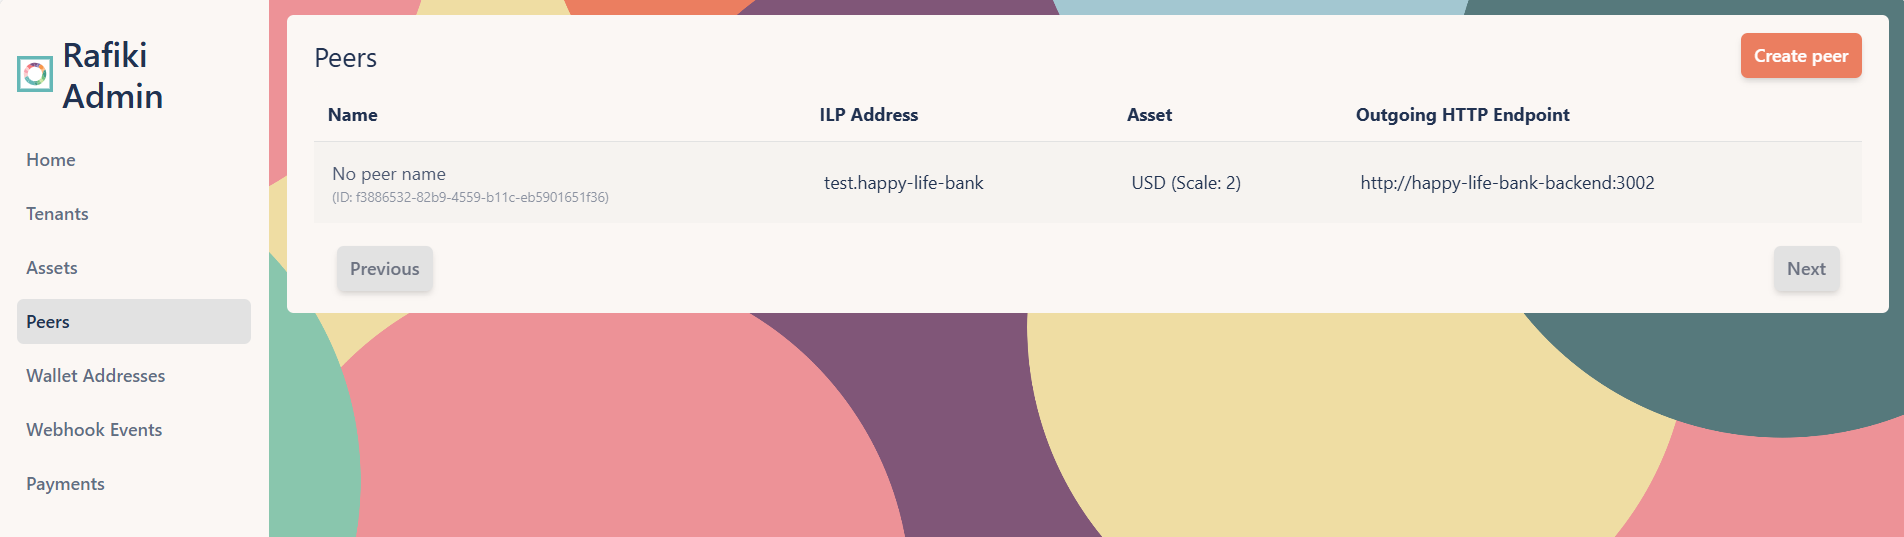 Rafiki
Admin
Home
Tenants
Assets
Peers
Wallet Addresses
Webhook Events
Payments
Peers
Create peer
Name ILP Address Asset Outgoing HTTP Endpoint
No peer name
(ID: f3886532-82b9-4559-b11c-eb5901651f36)
test.happy-life-bank USD (Scale: 2) http://happy-life-bank-backend:3002
Previous Next